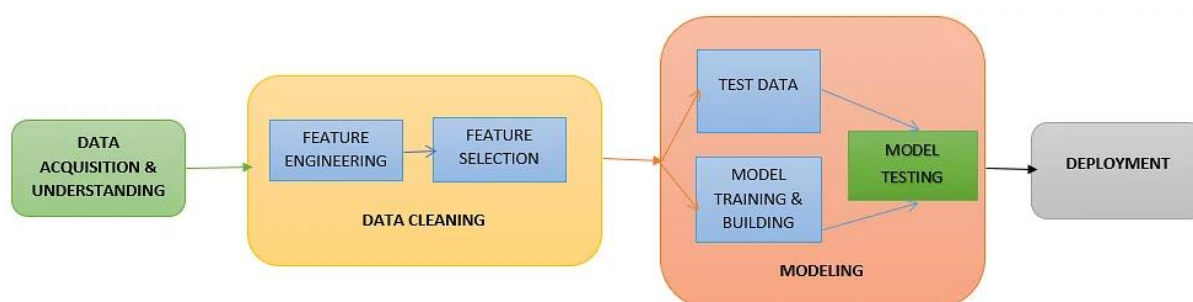 DATA
ACQUISITION &
UNDERSTANDING
FEATURE
ENGINEERING
FEATURE
SELECTION
DATA CLEANING
TEST DATA
MODEL
TRAINING &
BUILDING
MODEL
TESTING
MODELING
DEPLOYMENT